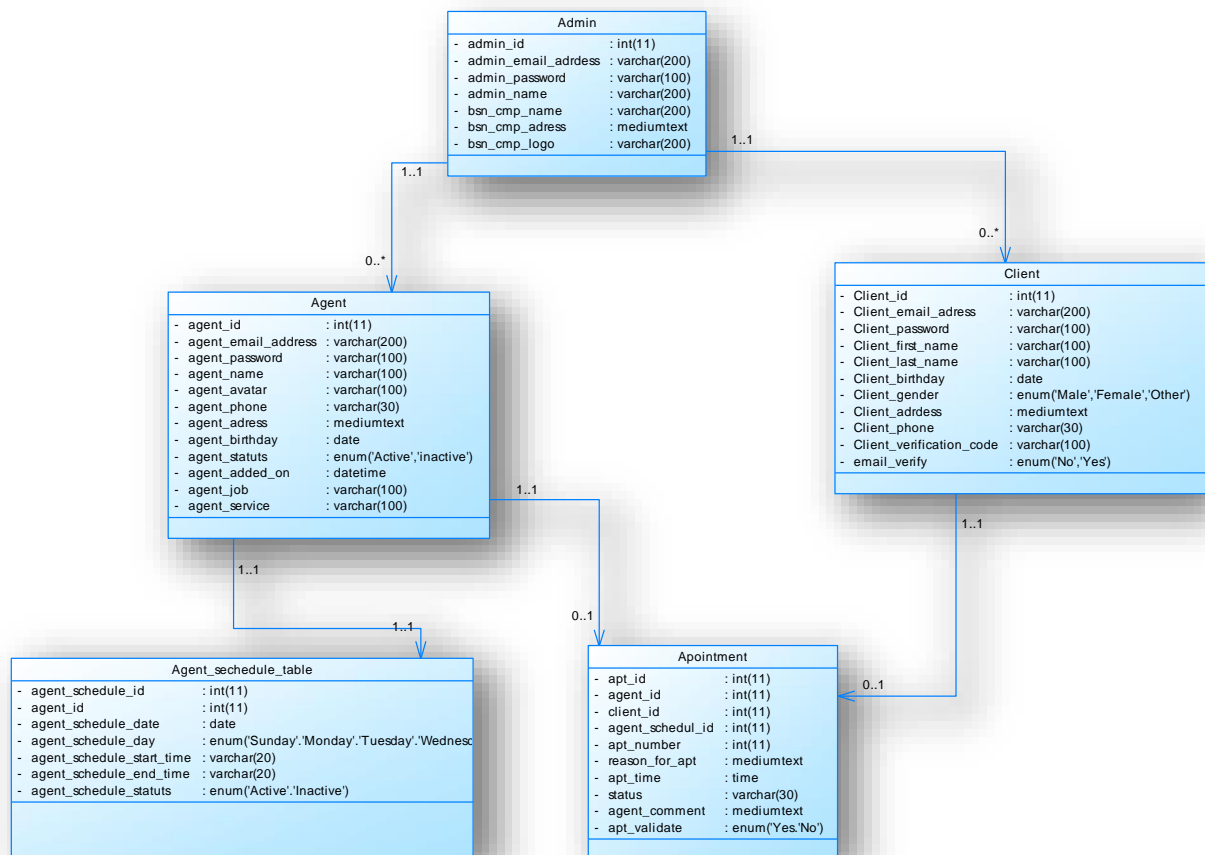 Admin
- admin_id : int(11)
- admin_email_adrdess : varchar(200)
- admin_password : varchar(100)
- admin_name : varchar(200)
- bsn_cmp_name : varchar(200)
- bsn_cmp_adress : mediumtext
- bsn_cmp_logo : varchar(200)
1..1
1..1
0..*
0..*
Agent
- agent_id : int(11)
- agent_email_address : varchar(200)
- agent_password : varchar(100)
- agent_name : varchar(100)
- agent_avatar : varchar(100)
- agent_phone : varchar(30)
- agent_adress : mediumtext
- agent_birthday : date
- agent_statuts : enum('Active','inactive')
- agent_added_on : datetime
- agent_job : varchar(100)
- agent_service : varchar(100)
Client
- Client_id : int(11)
- Client_email_adress : varchar(200)
- Client_password : varchar(100)
- Client_first_name : varchar(100)
- Client_last_name : varchar(100)
- Client_birthday : date
- Client_gender : enum('Male','Female','Other')
- Client_adrdess : mediumtext
- Client_phone : varchar(30)
- Client_verification_code : varchar(100)
- email_verify : enum('No','Yes')
1..1
1..1
1..1
0..1
1..1
0..1
Agent_sechedule_table
- agent_schedule_id : int(11)
- agent_id : int(11)
- agent_schedule_date : date
- agent_schedule_day : enum('Sunday'.'Monday'.'Tuesday'.'Wednesc
- agent_schedule_start_time : varchar(20)
- agent_schedule_end_time : varchar(20)
- agent_schedule_statuts : enum('Active'.'Inactive')
Apointment
- apt_id : int(11)
- agent_id : int(11)
- client_id : int(11)
- agent_schedul_id : int(11)
- apt_number : int(11)
- reason_for_apt : mediumtext
- apt_time : time
- status : varchar(30)
- agent_comment : mediumtext
- apt_validate : enum('Yes.'No')